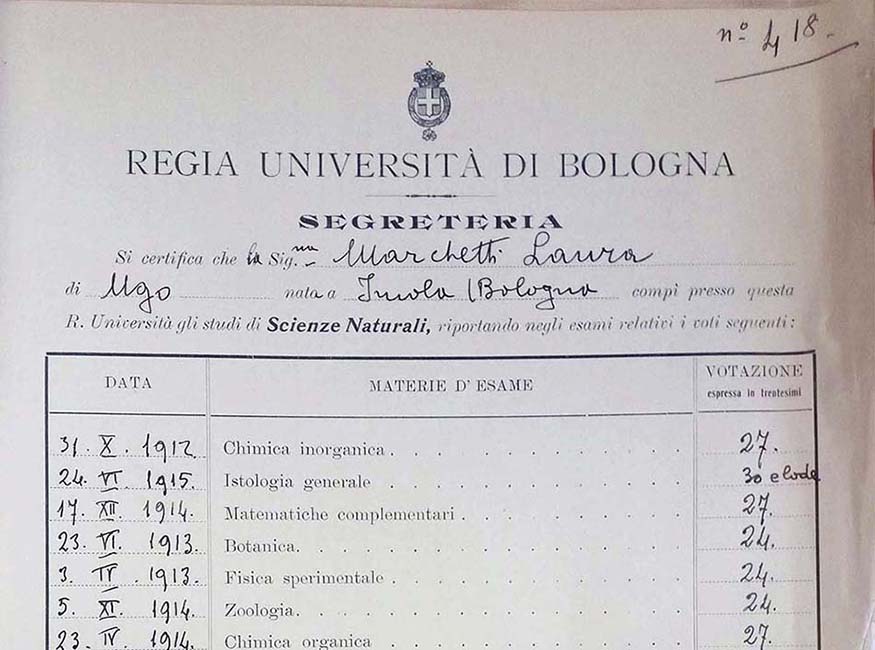 nº 418.
REGIA UNIVERSITÀ DI BOLOGNA
SEGRETERIA
Si certifica che la Sig.na Marchetti Laura
di Ugo nata a Imola (Bologna compì presso questa
R. Università gli studi di Scienze Naturali, riportando negli esami relativi i voti seguenti:
DATA MATERIE D' ESAME VOTAZIONE
espressa in trentesimi
31. X. 1912 Chimica inorganica 27.
24. VI 1915. Istologia generale 30 e lode
17. XII. 1914. Matematiche complementari 27.
23. VI. 1913. Botanica 24.
3. IV. 1913. Fisica sperimentale 24.
5. XI. 1914. Zoologia 24.
23. IV. 1914. Chimica organica 27.